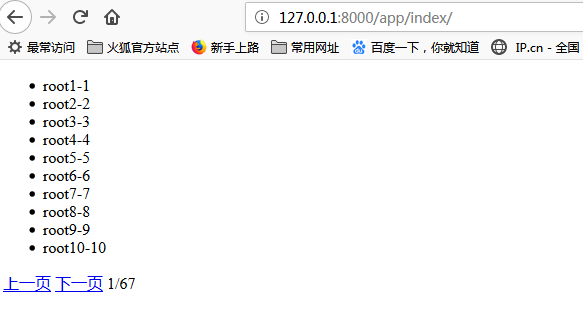 127.0.0.1:8000/app/index/
最常访问 火狐官方站点 新手上路 常用网址 百度一下，你就知道 IP.cn - 全国
root1-1
root2-2
root3-3
root4-4
root5-5
root6-6
root7-7
root8-8
root9-9
root10-10
上一页 下一页 1/67